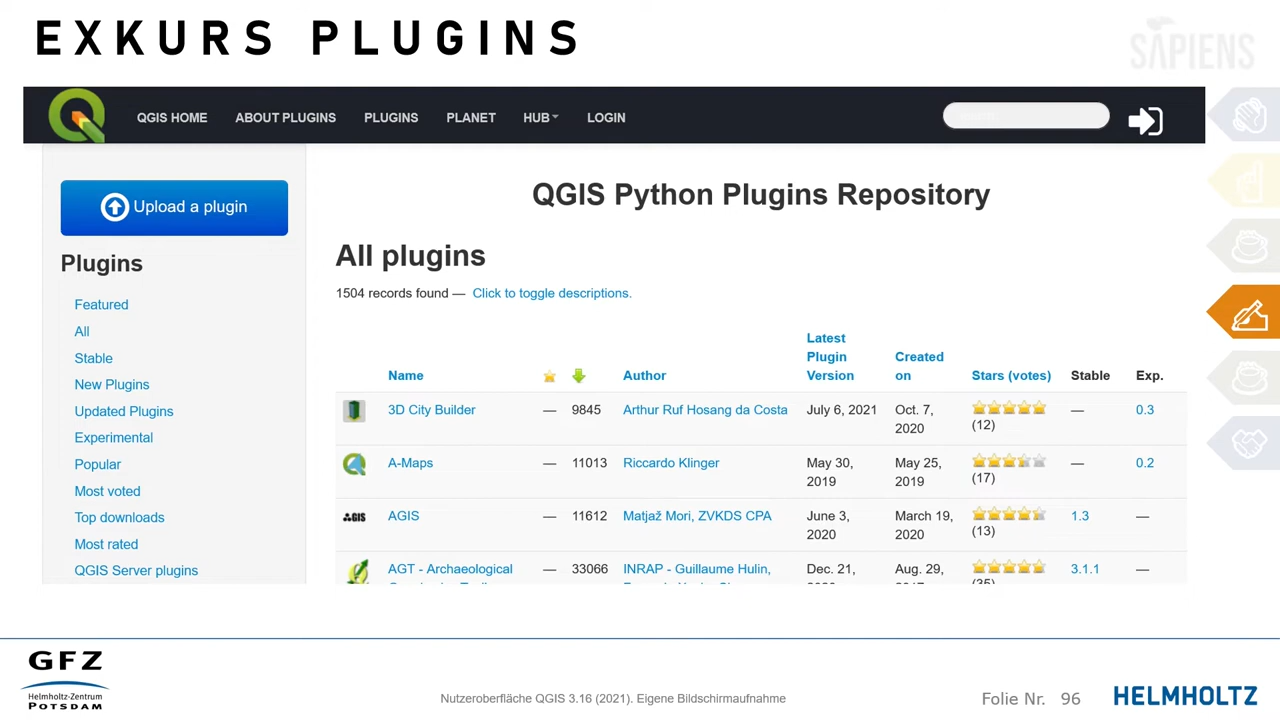 EXKURS PLUGINS
SAPIENS
QGIS HOME ABOUT PLUGINS PLUGINS PLANET HUB LOGIN
Upload a plugin
QGIS Python Plugins Repository
Plugins
All plugins
1504 records found — Click to toggle descriptions.
Featured
All
Stable
New Plugins
Updated Plugins
Experimental
Popular
Most voted
Top downloads
Most rated
QGIS Server plugins
Name Author Latest Plugin Version Created on Stars (votes) Stable Exp.
3D City Builder — 9845 Arthur Ruf Hosang da Costa July 6, 2021 Oct. 7, 2020 (12) — 0.3
A-Maps — 11013 Riccardo Klinger May 30, 2019 May 25, 2019 (17) — 0.2
AGIS — 11612 Matjaž Mori, ZVKDS CPA June 3, 2020 March 19, 2020 (13) 1.3 —
AGT - Archaeological — 33066 INRAP - Guillaume Hulin, Dec. 21, Aug. 29, 3.1.1 —
GFZ
Helmholtz-Zentrum
POTSDAM
Nutzeroberfläche QGIS 3.16 (2021). Eigene Bildschirmaufnahme
Folie Nr. 96
HELMHOLTZ